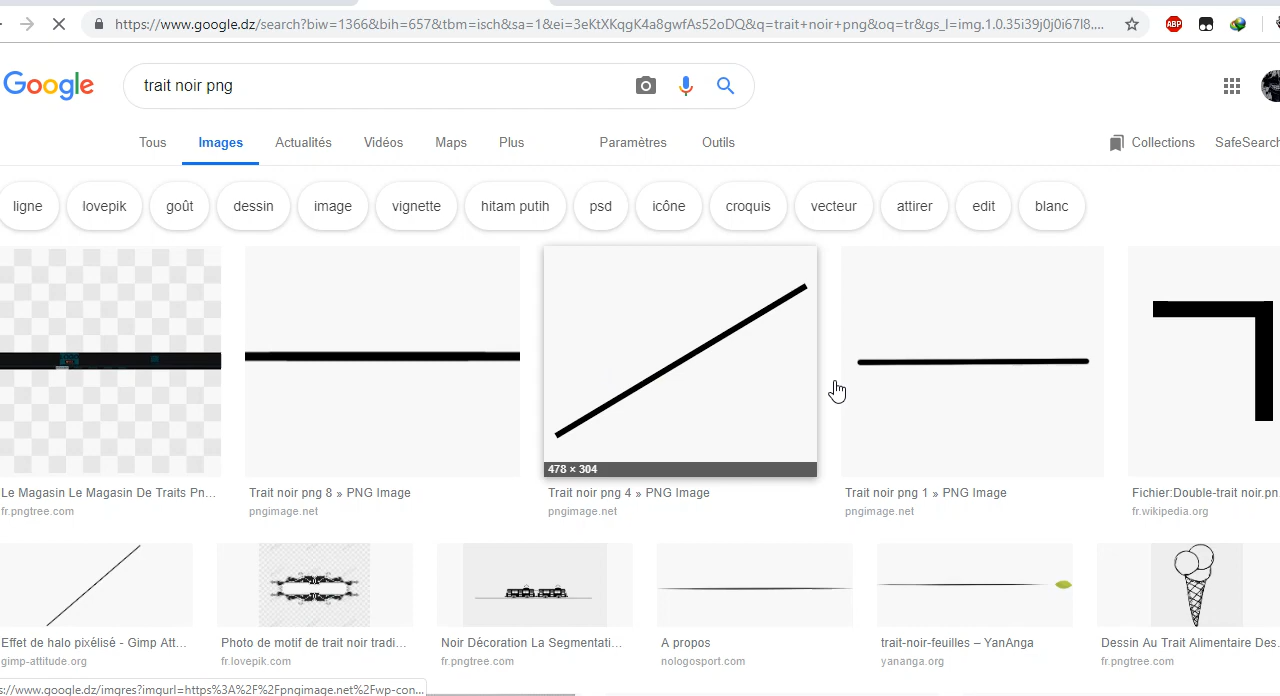 https://www.google.dz/search?biw=1366&bih=657&tbm=isch&sa=1&ei=3eKtXKqgK4a8gwfAs52oDQ&q=trait+noir+png&oq=tr&gs_l=img.1.0.35i39j0j0i67l8....
ABP
Google
trait noir png
Tous
Images
Actualités
Vidéos
Maps
Plus
Paramètres
Outils
Collections
SafeSearch
ligne
lovepik
goût
dessin
image
vignette
hitam putih
psd
icône
croquis
vecteur
attirer
edit
blanc
478 × 304
Le Magasin Le Magasin De Traits Pn...
fr.pngtree.com
Trait noir png 8 » PNG Image
pngimage.net
Trait noir png 4 » PNG Image
pngimage.net
Trait noir png 1 » PNG Image
pngimage.net
Fichier:Double-trait noir.pn
fr.wikipedia.org
Effet de halo pixélisé - Gimp Att...
gimp-attitude.org
Photo de motif de trait noir tradi...
fr.lovepik.com
Noir Décoration La Segmentati...
fr.pngtree.com
A propos
nologosport.com
trait-noir-feuilles – YanAnga
yananga.org
Dessin Au Trait Alimentaire Des
fr.pngtree.com
s://www.google.dz/imgres?imgurl=https%3A%2F%2Fpngimage.net%2Fwp-con...